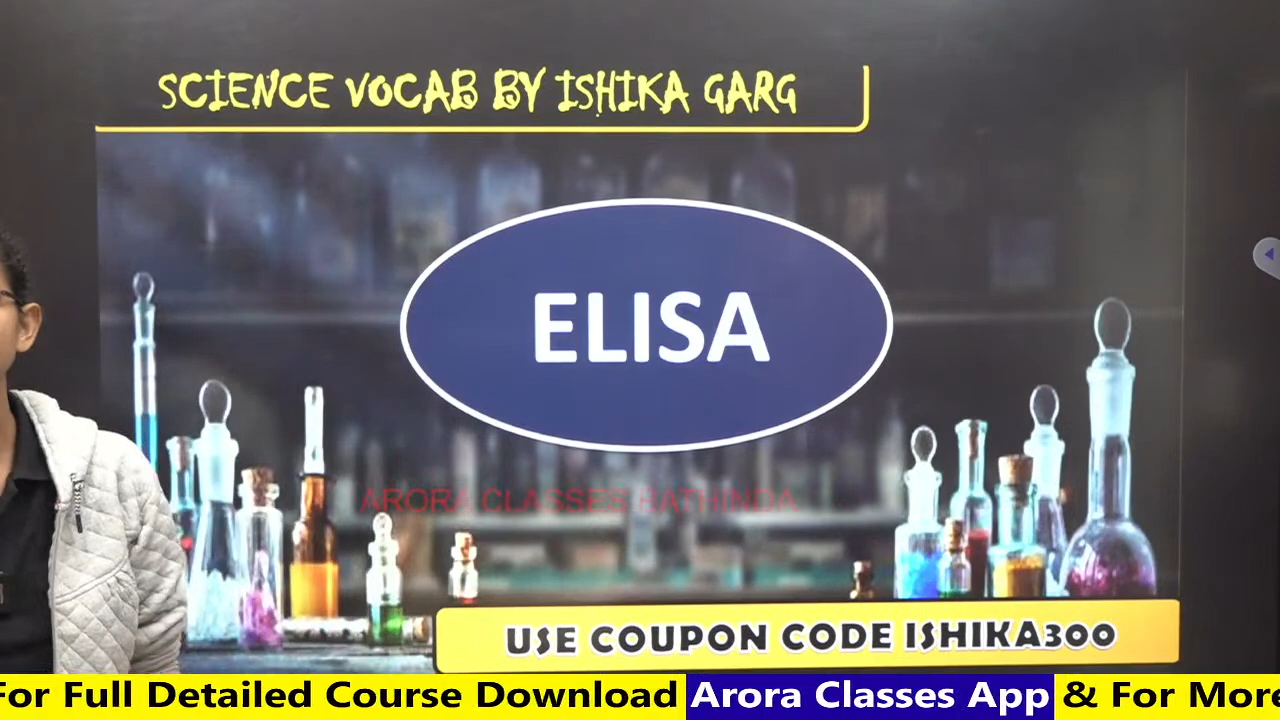 SCIENCE VOCAB BY ISHIKA GARG
ELISA
ARORA CLASSES BATHINDA
USE COUPON CODE ISHIKA300
For Full Detailed Course Download Arora Classes App & For More